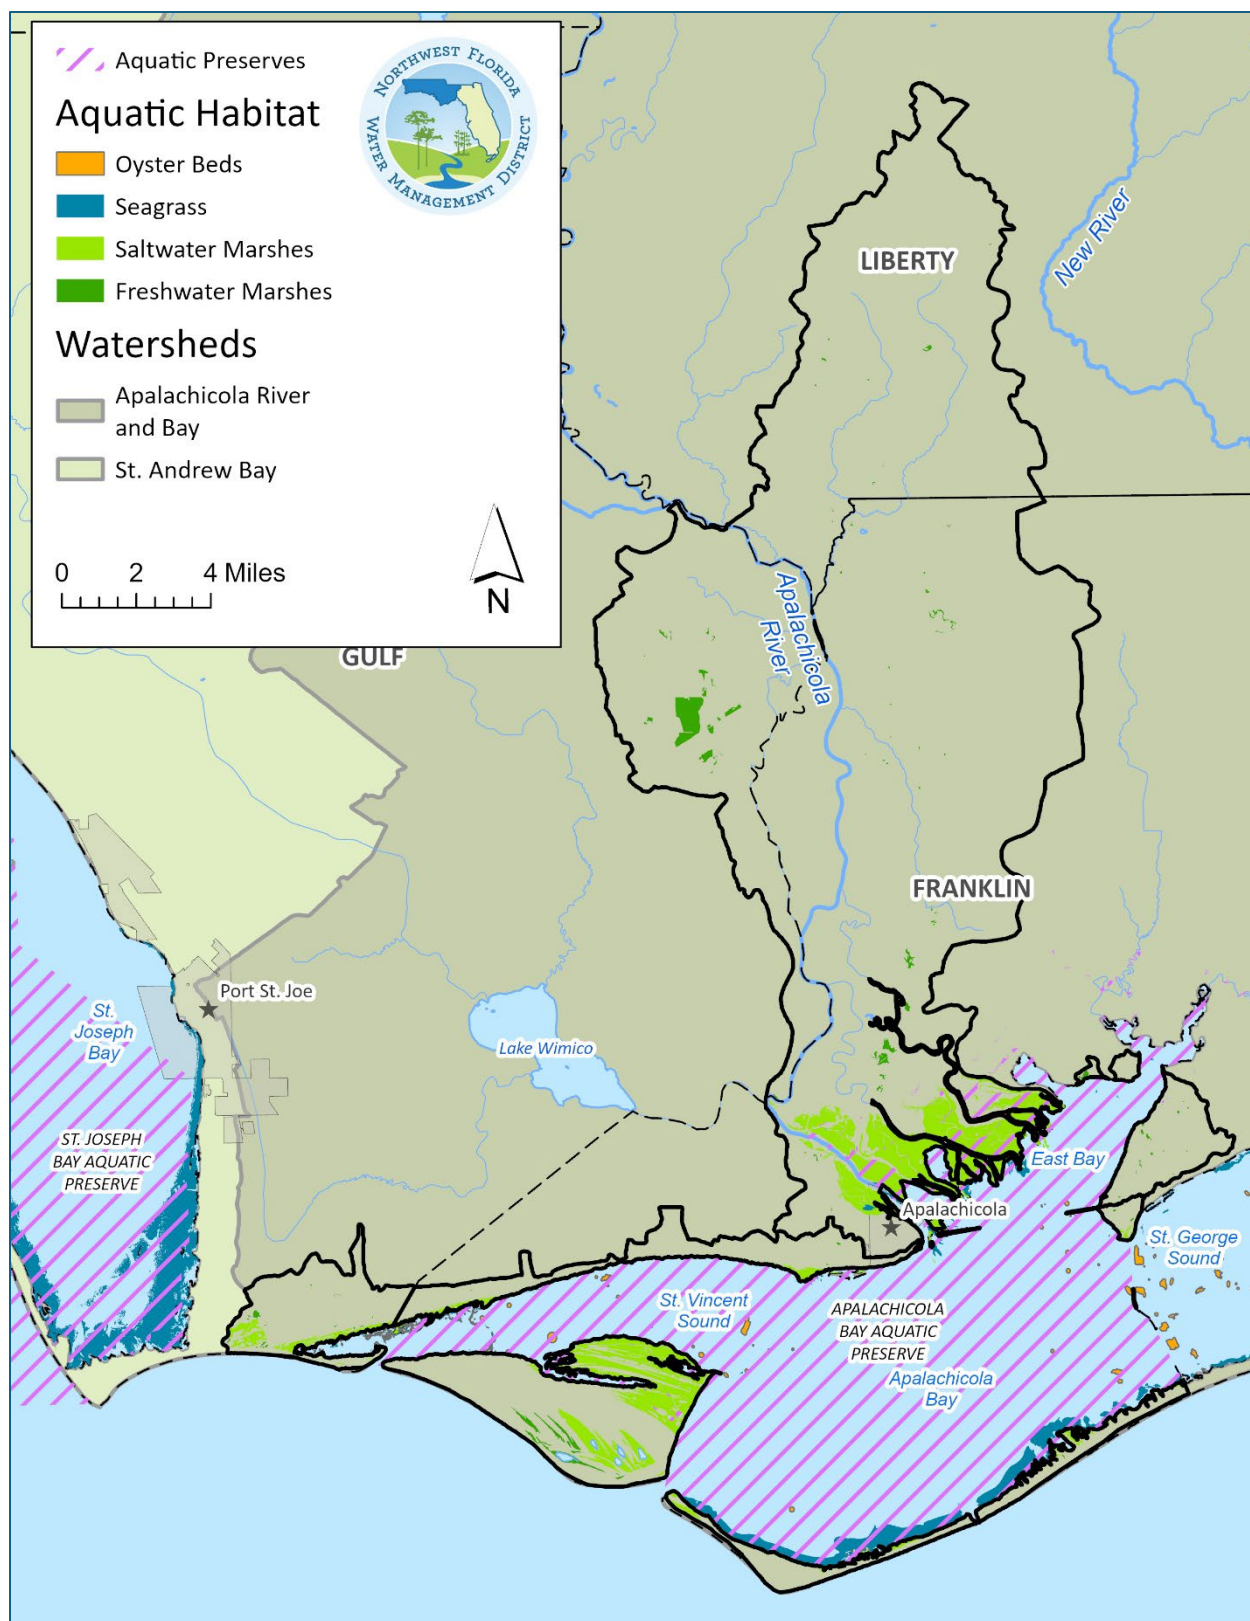 Aquatic Preserves
NORTHWEST FLORIDA
WATER MANAGEMENT DISTRICT
Aquatic Habitat
Oyster Beds
Seagrass
Saltwater Marshes
Freshwater Marshes
Watersheds
Apalachicola River
and Bay
St. Andrew Bay
0 2 4 Miles
N
New River
LIBERTY
Apalachicola
River
GULF
FRANKLIN
Port St. Joe
St.
Joseph
Bay
Lake Wimico
ST. JOSEPH
BAY AQUATIC
PRESERVE
East Bay
Apalachicola
St. George
Sound
St. Vincent
Sound
APALACHICOLA
BAY AQUATIC
PRESERVE
Apalachicola
Bay